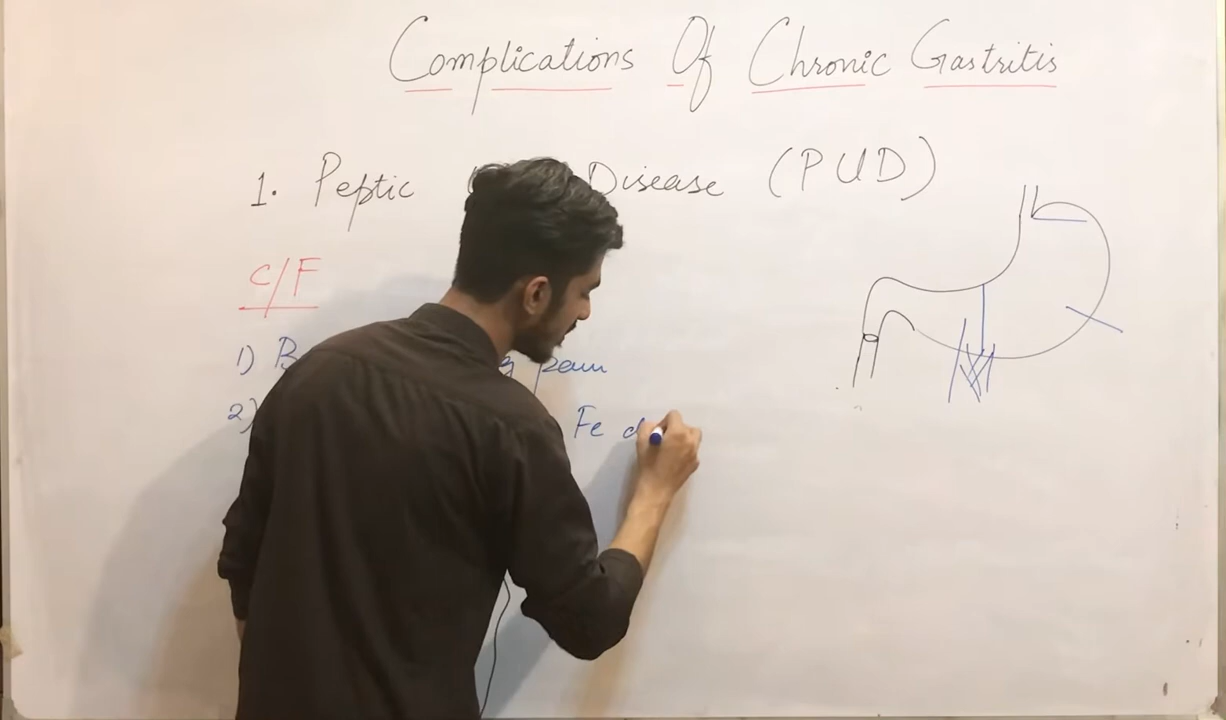 Complications Of Chronic Gastritis
1. Peptic Disease (PUD)
C/F
1) pain
2) Fe